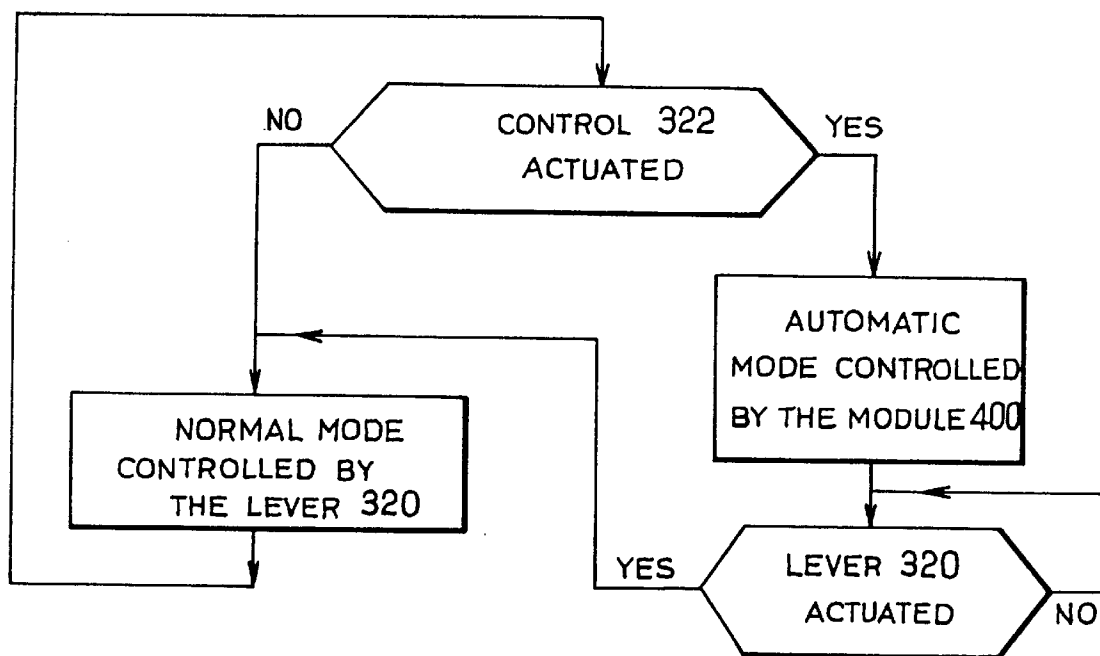 NO
CONTROL 322
ACTUATED
YES
AUTOMATIC
MODE CONTROLLED
BY THE MODULE 400
NORMAL MODE
CONTROLLED BY
THE LEVER 320
YES
LEVER 320
ACTUATED
NO